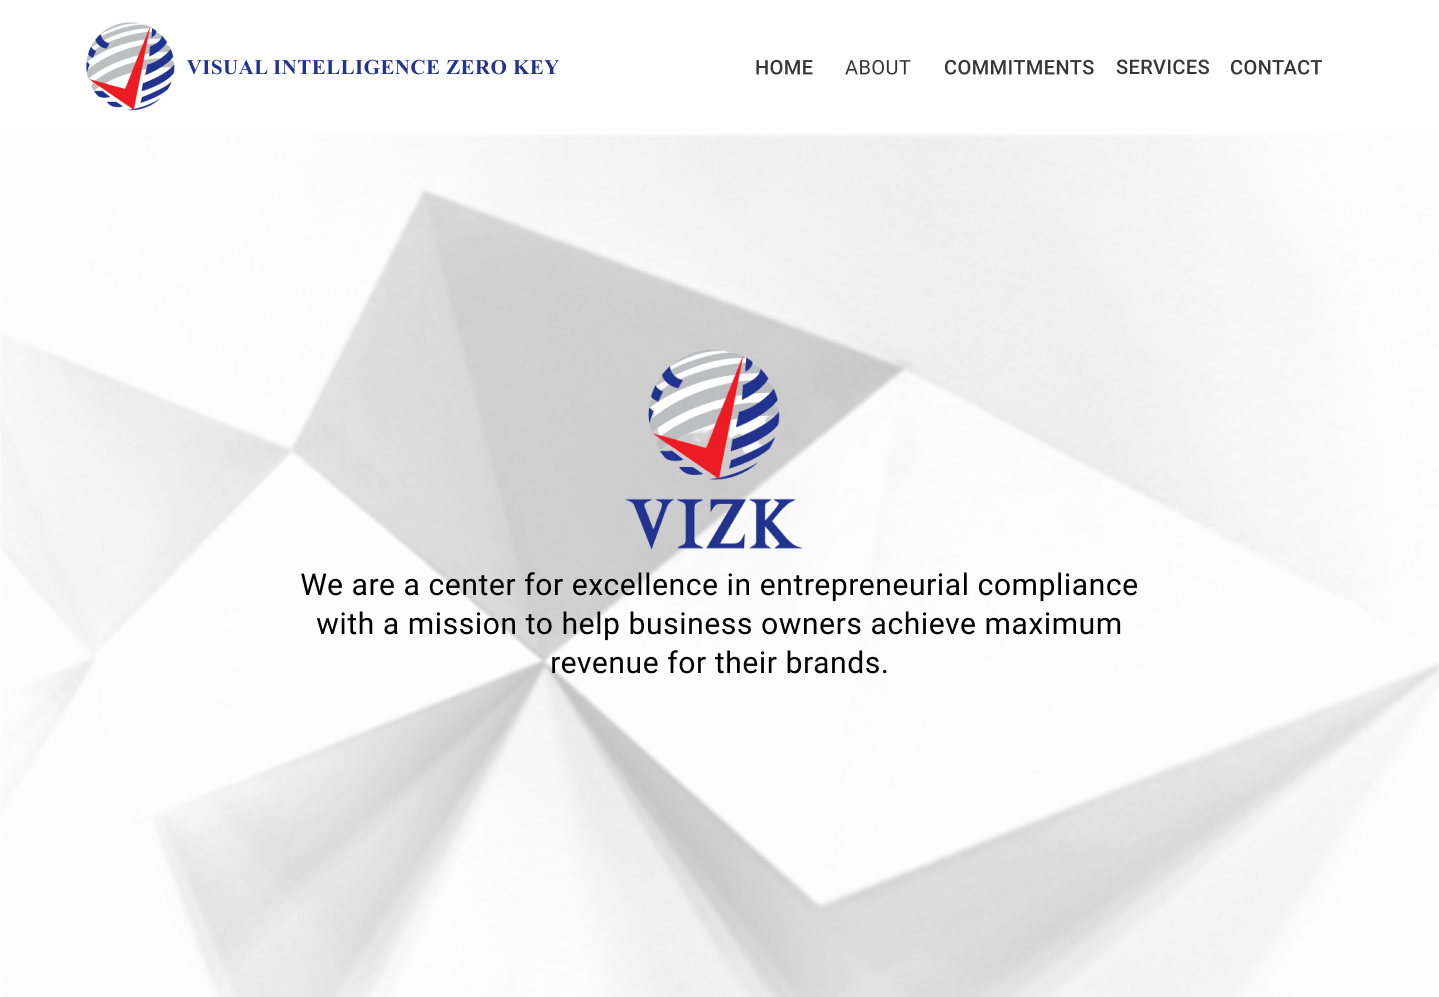 VISUAL INTELLIGENCE ZERO KEY
HOME ABOUT COMMITMENTS SERVICES CONTACT
VIZK
We are a center for excellence in entrepreneurial compliance
with a mission to help business owners achieve maximum
revenue for their brands.